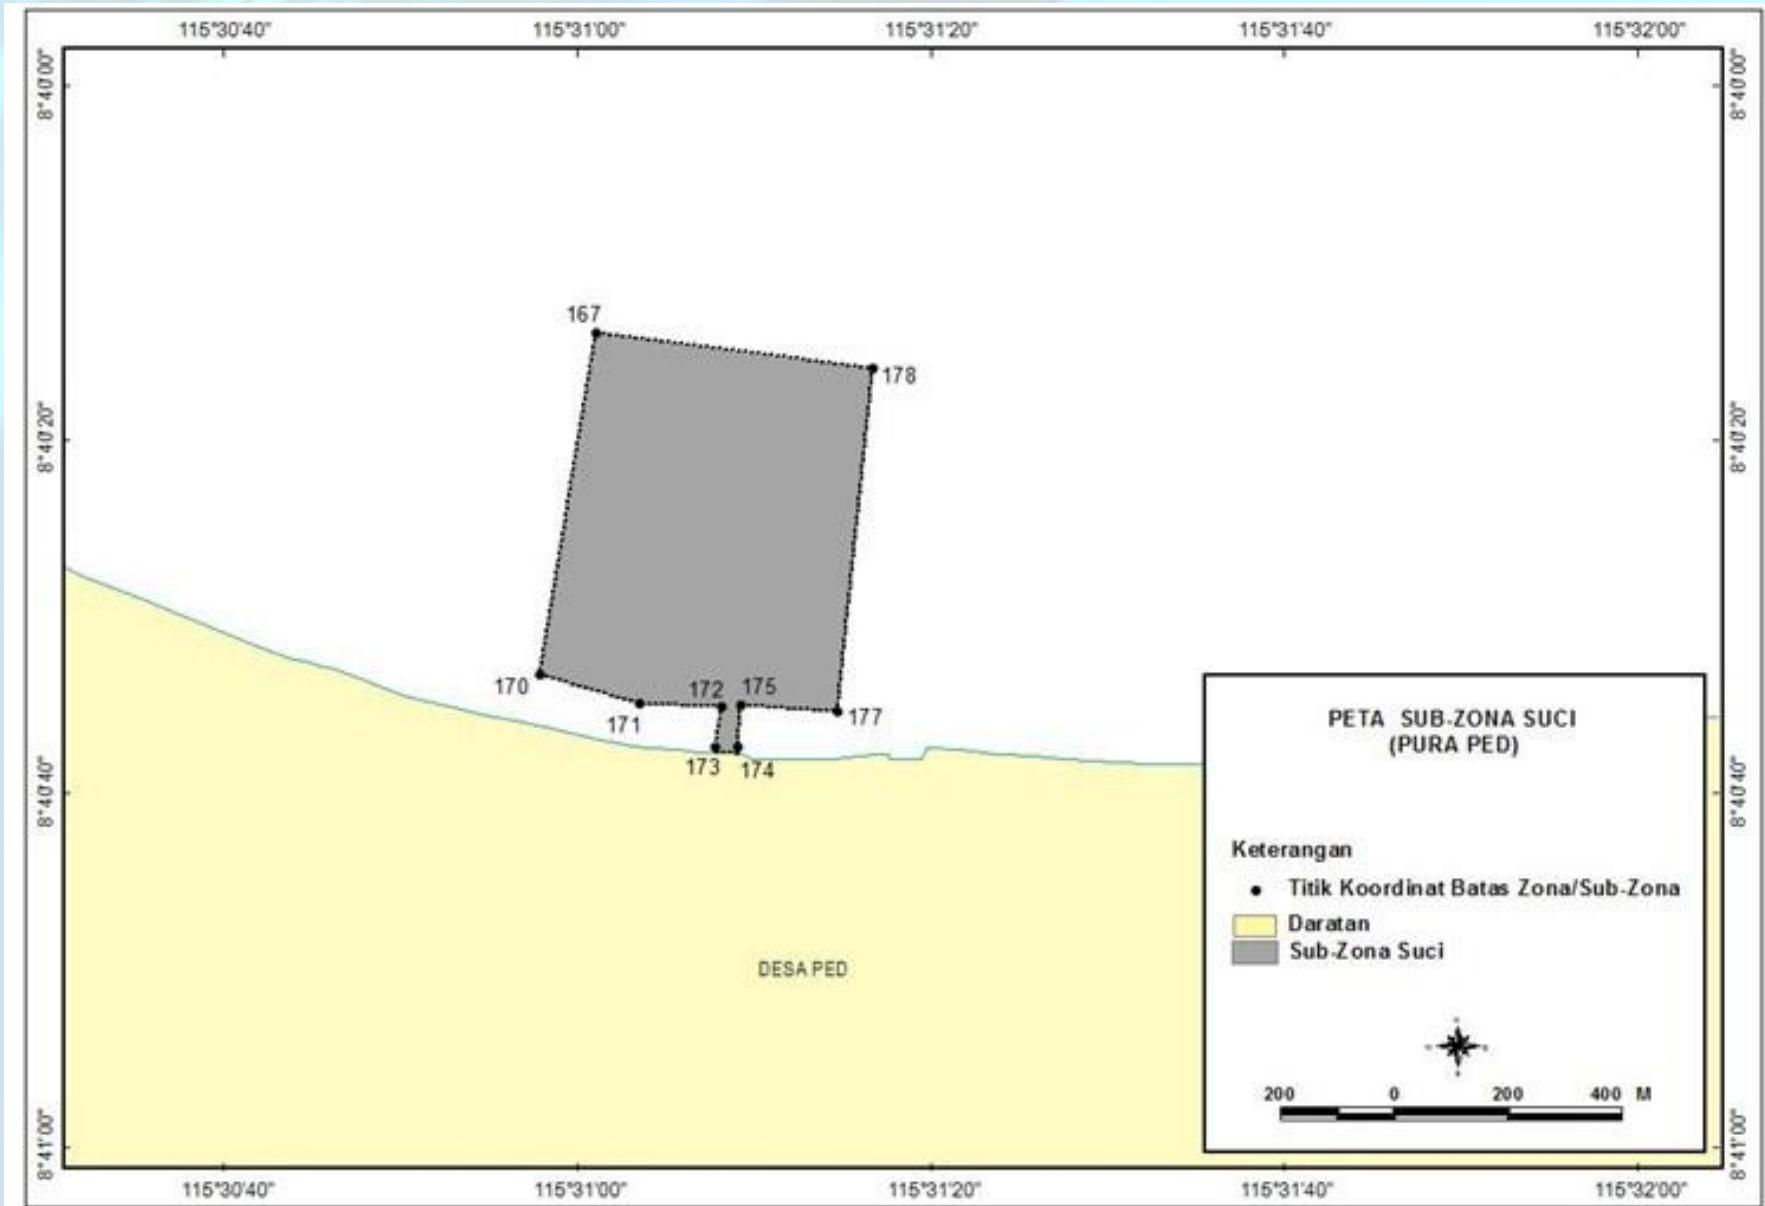 115°30'40" 115°31'00" 115°31'20" 115°31'40" 115°32'00"
8°40'00" 8°40'00"
167
178
8°40'20" 8°40'20"
170
171
172
175
177
173
174
8°40'40" 8°40'40"
DESA PED
PETA SUB-ZONA SUCI
(PURA PED)
Keterangan
Titik Koordinat Batas Zona/Sub-Zona
Daratan
Sub-Zona Suci
200 0 200 400 M
8°41'00" 8°41'00"
115°30'40" 115°31'00" 115°31'20" 115°31'40" 115°32'00"